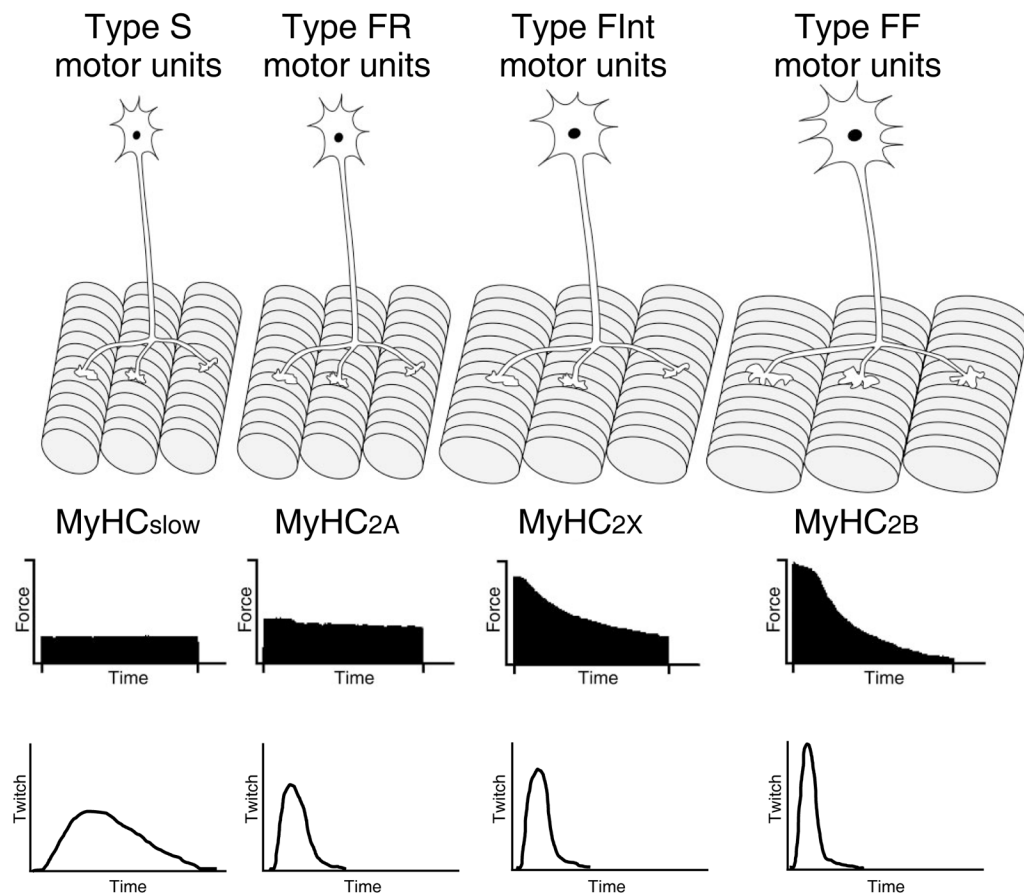 Type S
motor units
Type FR
motor units
Type FInt
motor units
Type FF
motor units
MyHCslow
MyHC2A
MyHC2X
MyHC2B
Force
Time
Force
Time
Force
Time
Force
Time
Twitch
Time
Twitch
Time
Twitch
Time
Twitch
Time